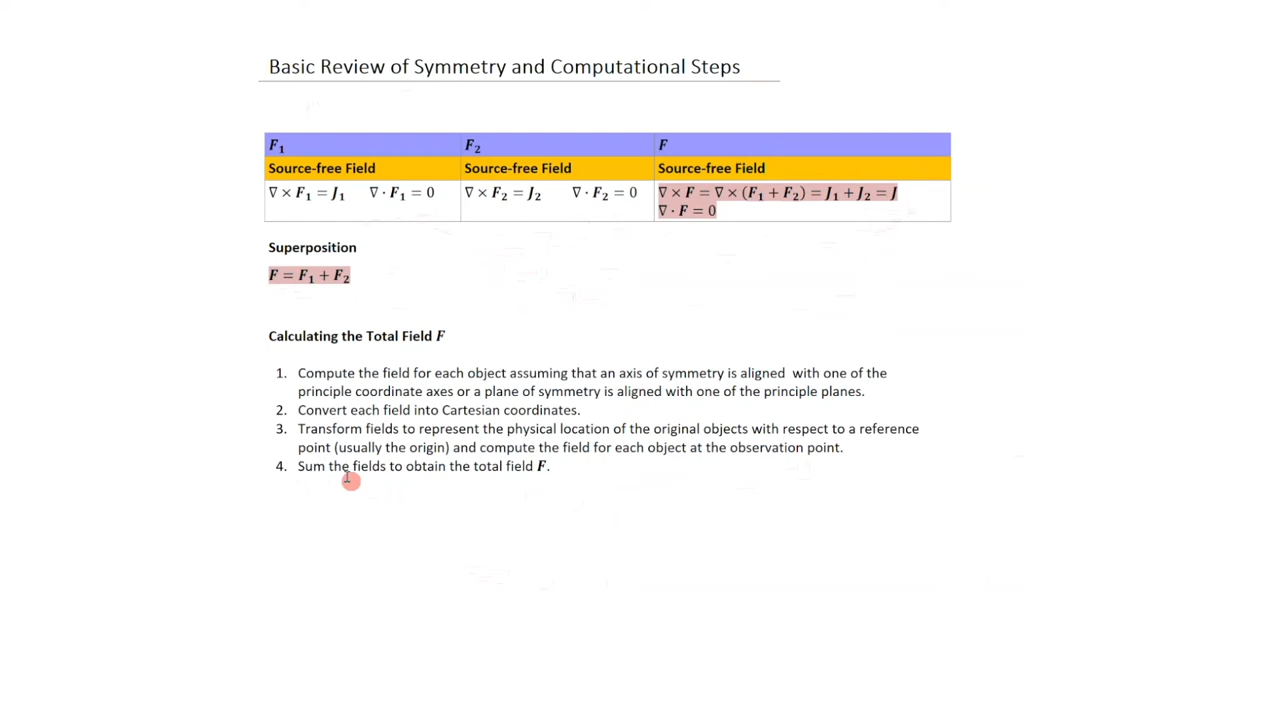 Basic Review of Symmetry and Computational Steps
F₁ F₂ F
Source-free Field Source-free Field Source-free Field
∇ × F₁ = J₁ ∇ · F₁ = 0 ∇ × F₂ = J₂ ∇ · F₂ = 0 ∇ × F = ∇ × (F₁ + F₂) = J₁ + J₂ = J
∇ · F = 0
Superposition
F = F₁ + F₂
Calculating the Total Field F
1. Compute the field for each object assuming that an axis of symmetry is aligned with one of the
principle coordinate axes or a plane of symmetry is aligned with one of the principle planes.
2. Convert each field into Cartesian coordinates.
3. Transform fields to represent the physical location of the original objects with respect to a reference
point (usually the origin) and compute the field for each object at the observation point.
4. Sum the fields to obtain the total field F.